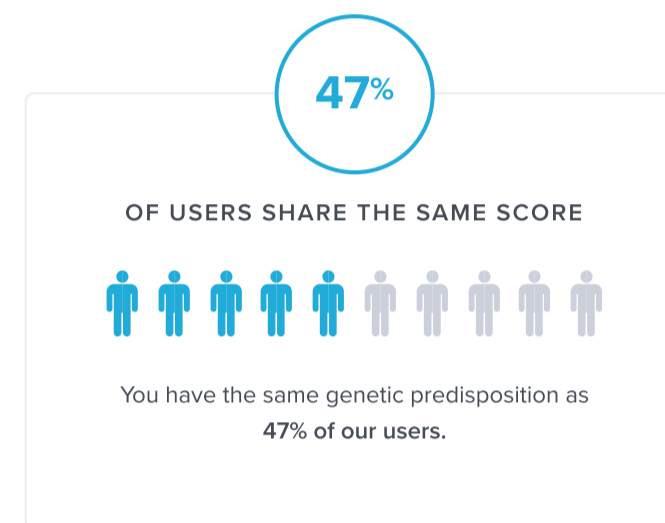 47%
OF USERS SHARE THE SAME SCORE
You have the same genetic predisposition as
47% of our users.